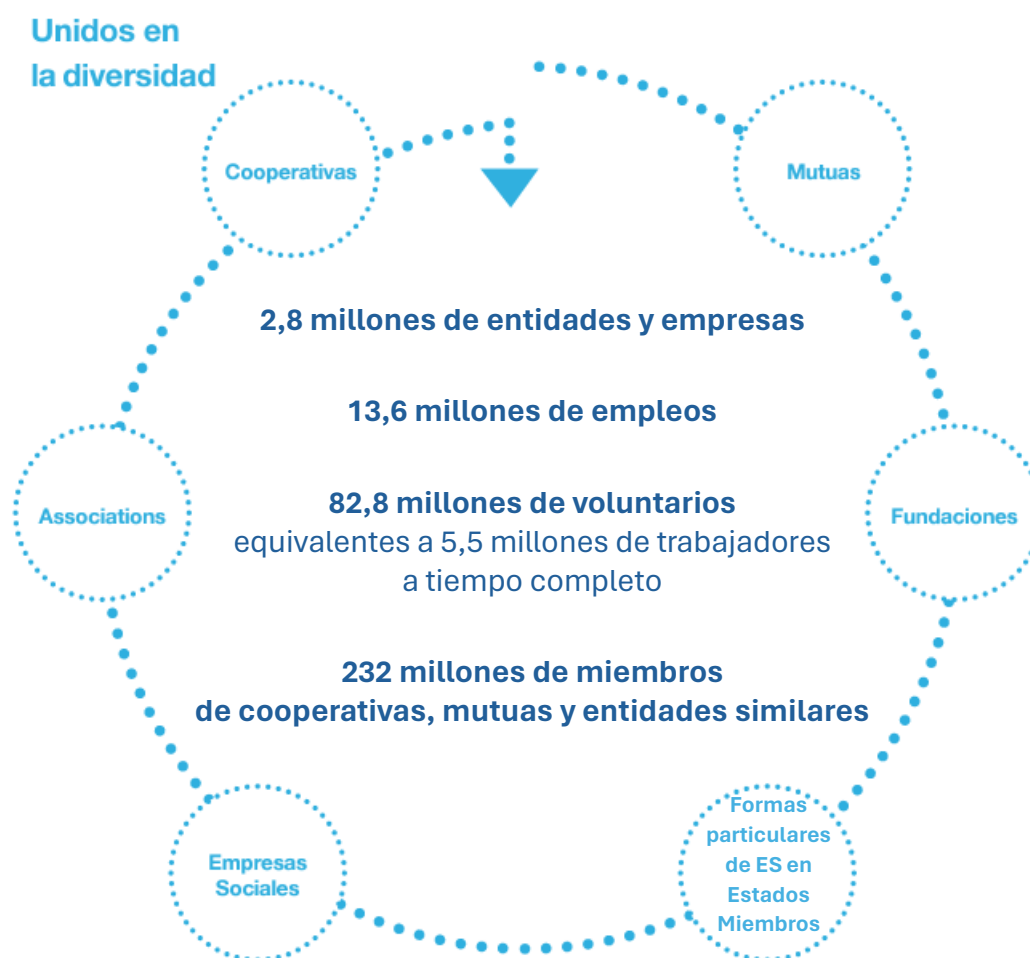 Unidos en
la diversidad
Cooperativas
Mutuas
2,8 millones de entidades y empresas
13,6 millones de empleos
82,8 millones de voluntarios
equivalentes a 5,5 millones de trabajadores
a tiempo completo
Associations
Fundaciones
232 millones de miembros
de cooperativas, mutuas y entidades similares
Empresas
Sociales
Formas
particulares
de ES en
Estados
Miembros